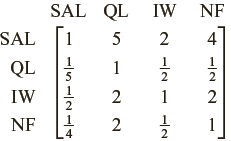 SAL QL IW NF
SAL 1 5 2 4
QL 1/5 1 1/2 1/2
IW 1/2 2 1 2
NF 1/4 2 1/2 1